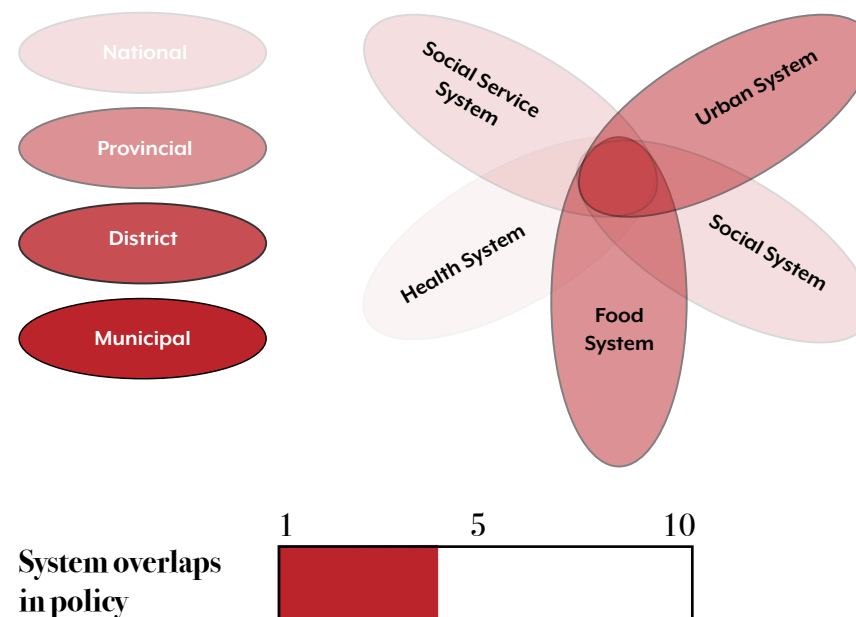 National
Provincial
District
Municipal
Social Service
System
Urban System
Health System
Social System
Food
System
1 5 10
System overlaps
in policy